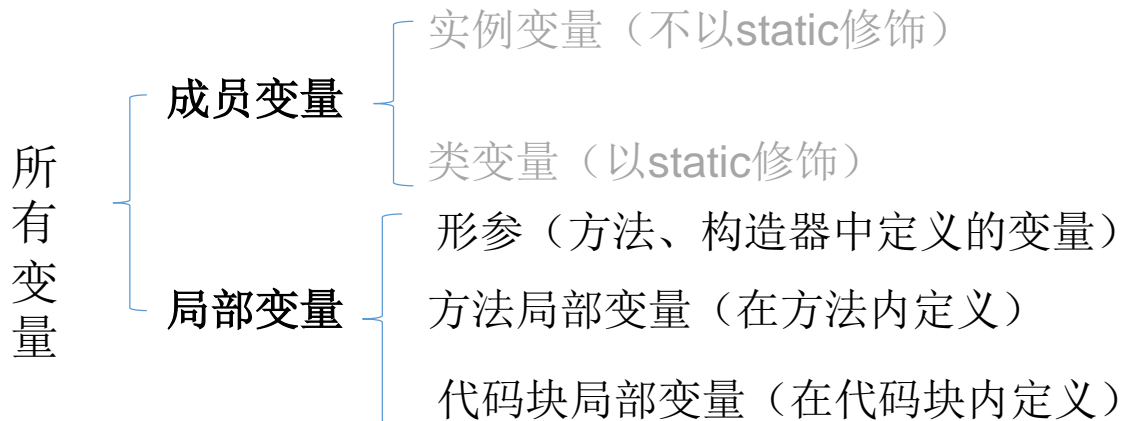 所有变量
成员变量
实例变量（不以static修饰）
类变量（以static修饰）
局部变量
形参（方法、构造器中定义的变量）
方法局部变量（在方法内定义）
代码块局部变量（在代码块内定义）